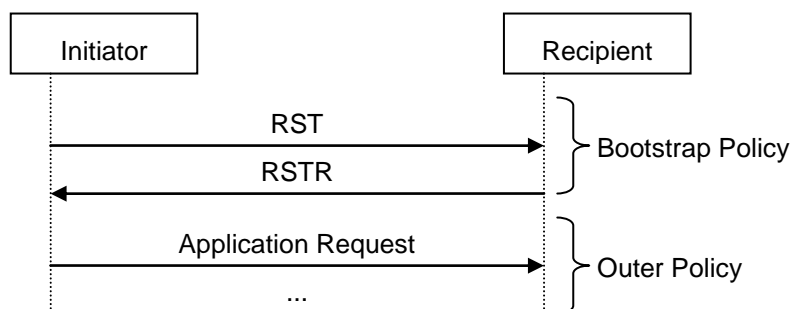 Initiator
Recipient
RST
Bootstrap Policy
RSTR
Application Request
Outer Policy
...